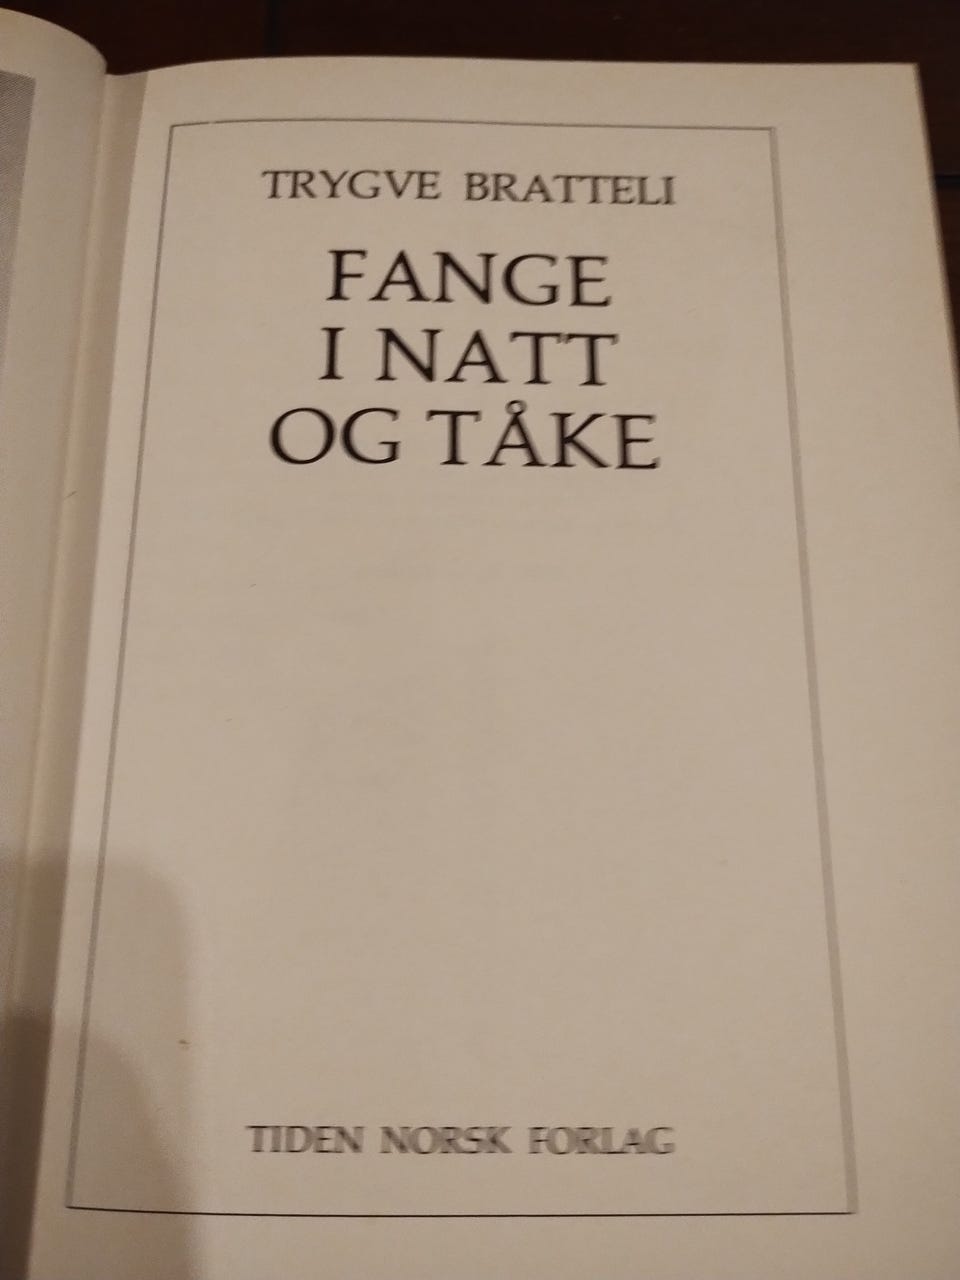 TRYGVE BRATTELI
FANGE
I NATT
OG TÅKE
TIDEN NORSK FORLAG